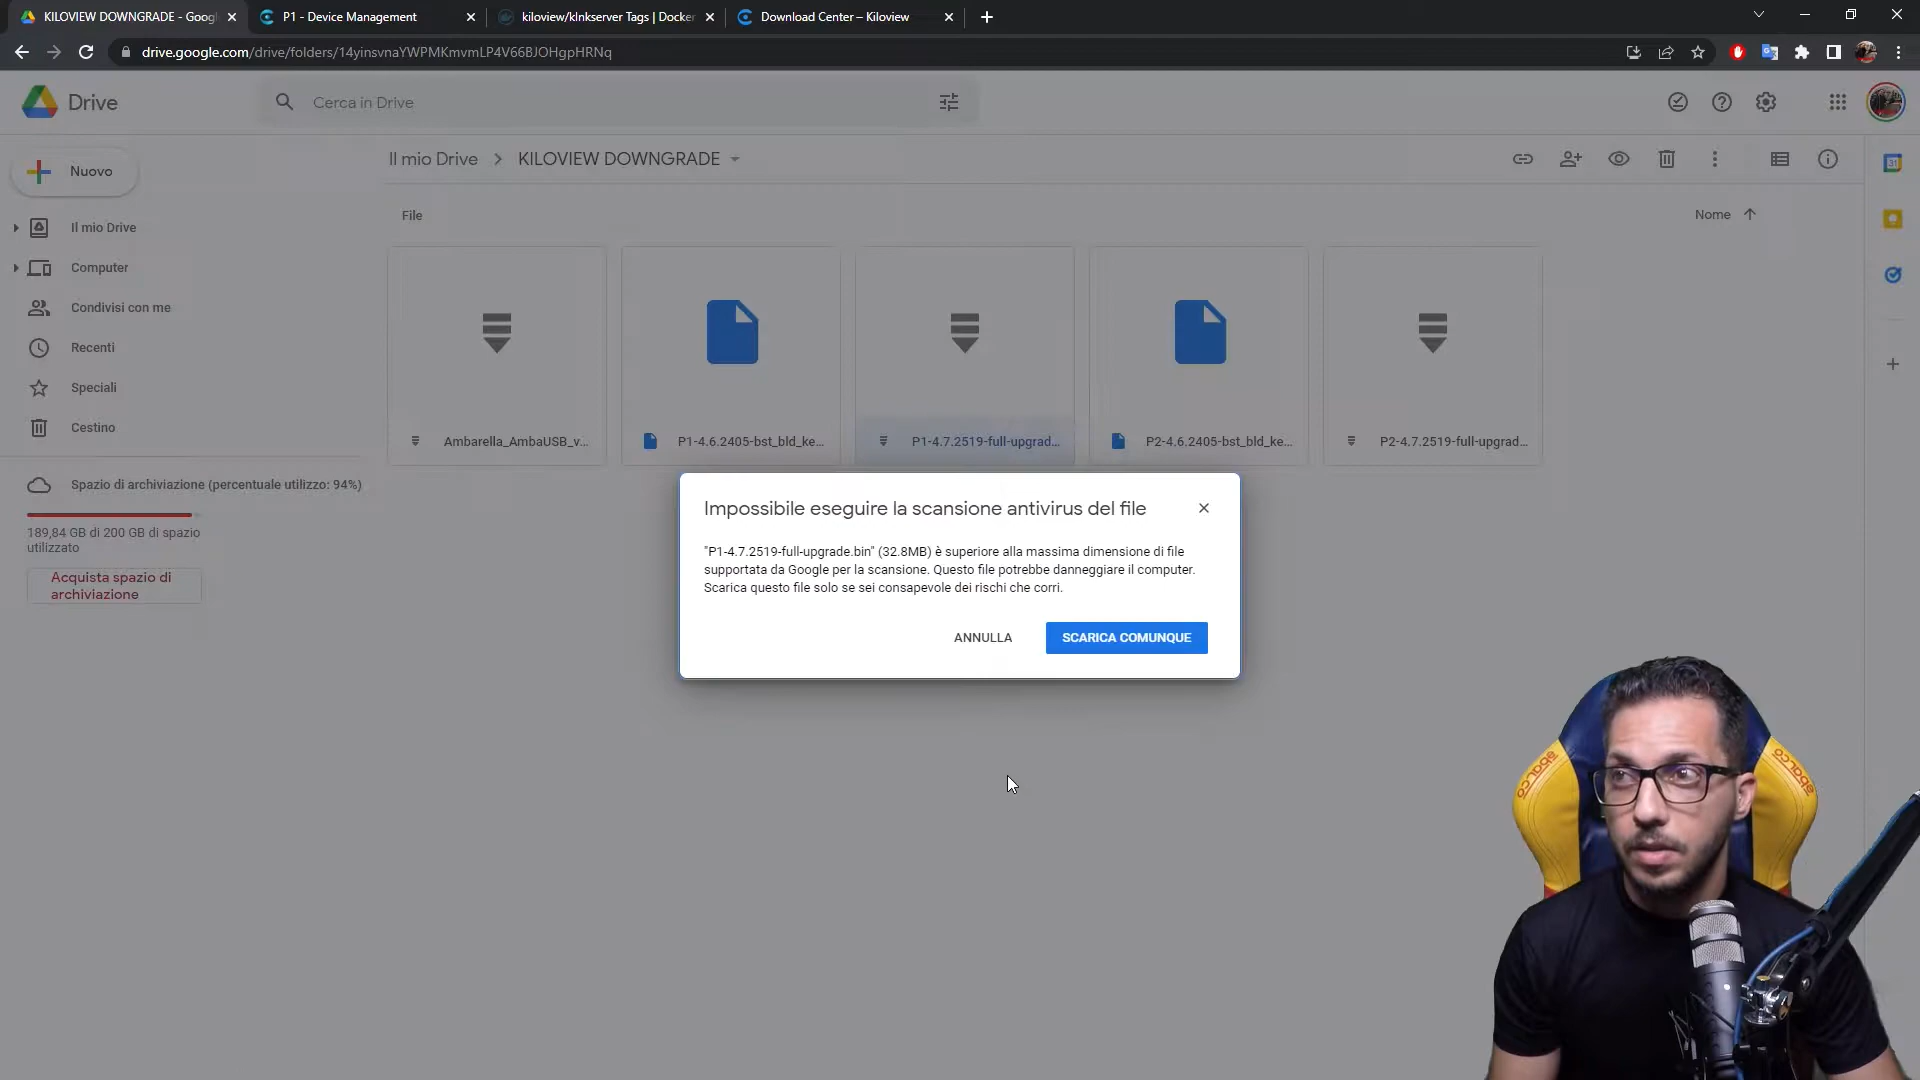 KILOVIEW DOWNGRADE - Googl
P1 - Device Management
kiloview/klnkserver Tags | Docker
Download Center – Kiloview
drive.google.com/drive/folders/14yinsvnaYWPMKmvmLP4V66BJOHgpHRNq
Drive
Cerca in Drive
Nuovo
Il mio Drive
Computer
Condivisi con me
Recenti
Speciali
Cestino
Spazio di archiviazione (percentuale utilizzo: 94%)
189,84 GB di 200 GB di spazio
utilizzato
Acquista spazio di
archiviazione
Il mio Drive > KILOVIEW DOWNGRADE
File
Nome
Ambarella_AmbaUSB_v...
P1-4.6.2405-bst_bld_ke...
P1-4.7.2519-full-upgrad...
P2-4.6.2405-bst_bld_ke...
P2-4.7.2519-full-upgrad...
Impossibile eseguire la scansione antivirus del file
"P1-4.7.2519-full-upgrade.bin" (32.8MB) è superiore alla massima dimensione di file
supportata da Google per la scansione. Questo file potrebbe danneggiare il computer.
Scarica questo file solo se sei consapevole dei rischi che corri.
ANNULLA
SCARICA COMUNQUE
31
sparco
sparco